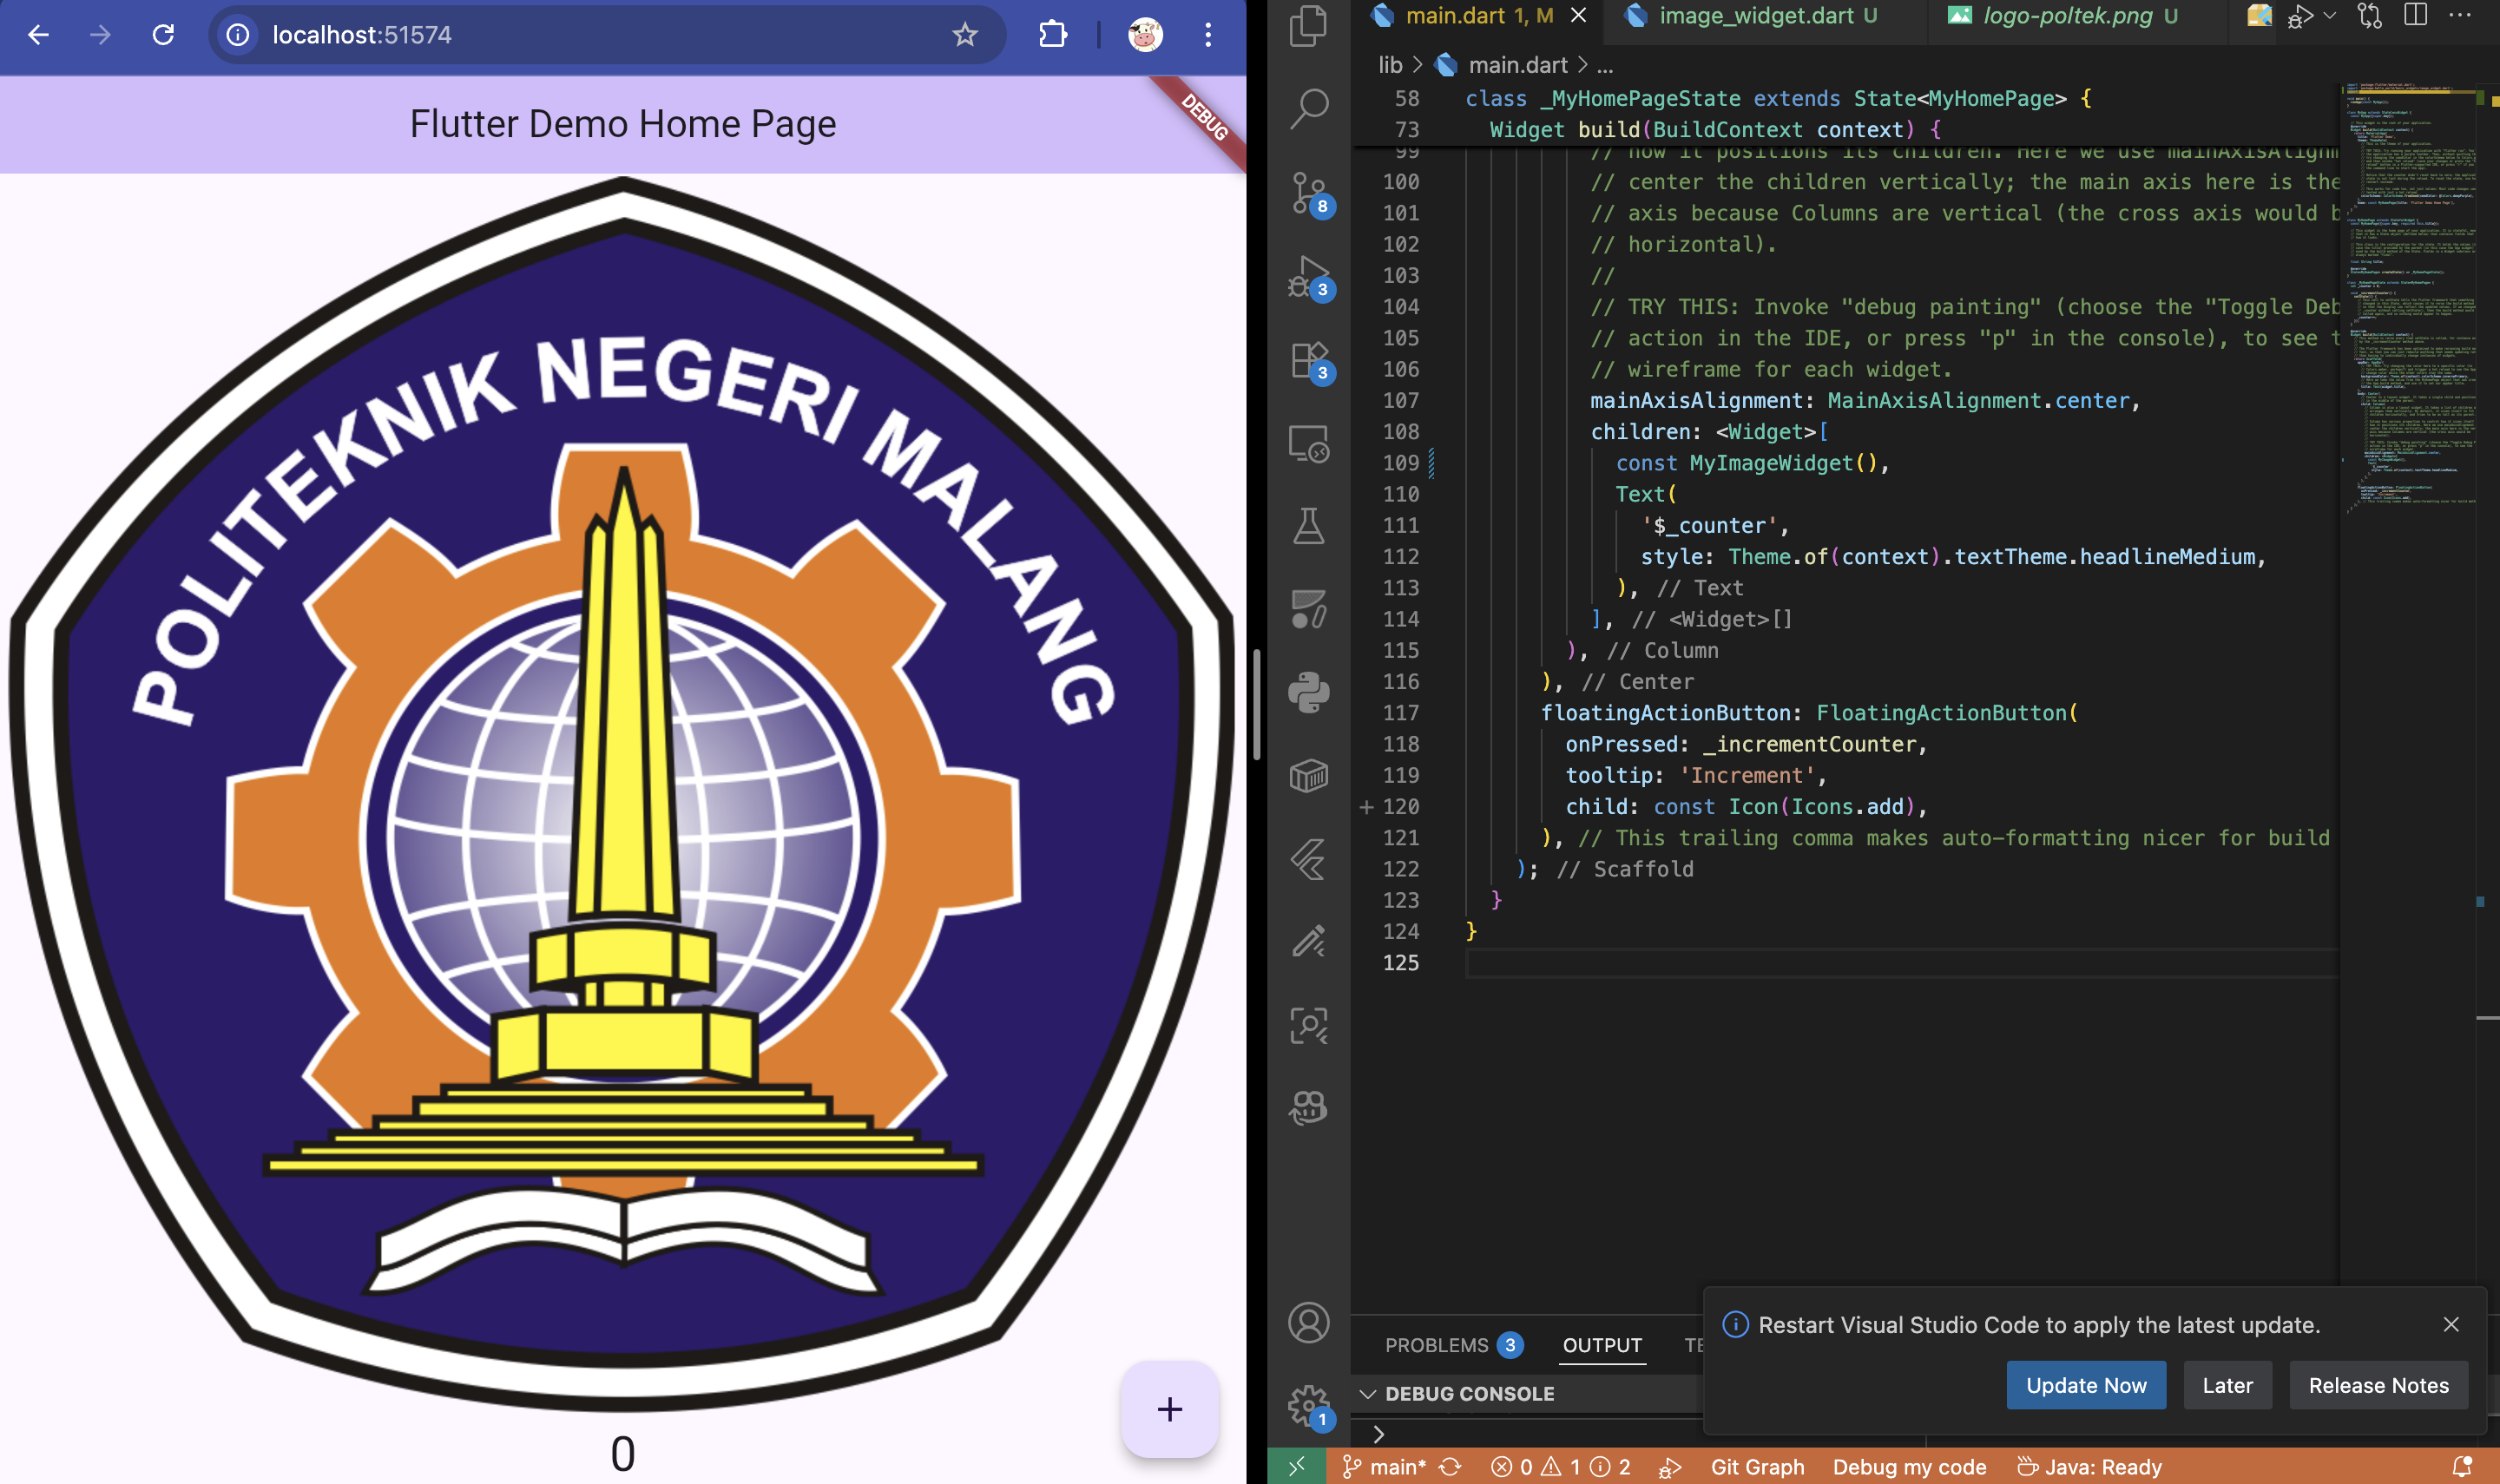 localhost:51574
Flutter Demo Home Page
DEBUG
POLITEKNIK NEGERI MALANG
0
main.dart 1, M
image_widget.dart U
logo-poltek.png U
lib > main.dart > ...
58 class _MyHomePageState extends State<MyHomePage> {
73 Widget build(BuildContext context) {
99 // how it positions its children. Here we use mainAxisAlignm
100 // center the children vertically; the main axis here is the
101 // axis because Columns are vertical (the cross axis would b
102 // horizontal).
103 //
104 // TRY THIS: Invoke "debug painting" (choose the "Toggle Deb
105 // action in the IDE, or press "p" in the console), to see t
106 // wireframe for each widget.
107 mainAxisAlignment: MainAxisAlignment.center,
108 children: <Widget>[
109 const MyImageWidget(),
110 Text(
111 '$_counter',
112 style: Theme.of(context).textTheme.headlineMedium,
113 ), // Text
114 ], // <Widget>[]
115 ), // Column
116 ), // Center
117 floatingActionButton: FloatingActionButton(
118 onPressed: _incrementCounter,
119 tooltip: 'Increment',
120 child: const Icon(Icons.add),
121 ), // This trailing comma makes auto-formatting nicer for build
122 ); // Scaffold
123 }
124 }
125
8
3
3
1
PROBLEMS 3 OUTPUT TE
DEBUG CONSOLE
Restart Visual Studio Code to apply the latest update.
Update Now Later Release Notes
main* 0 1 2 Git Graph Debug my code Java: Ready